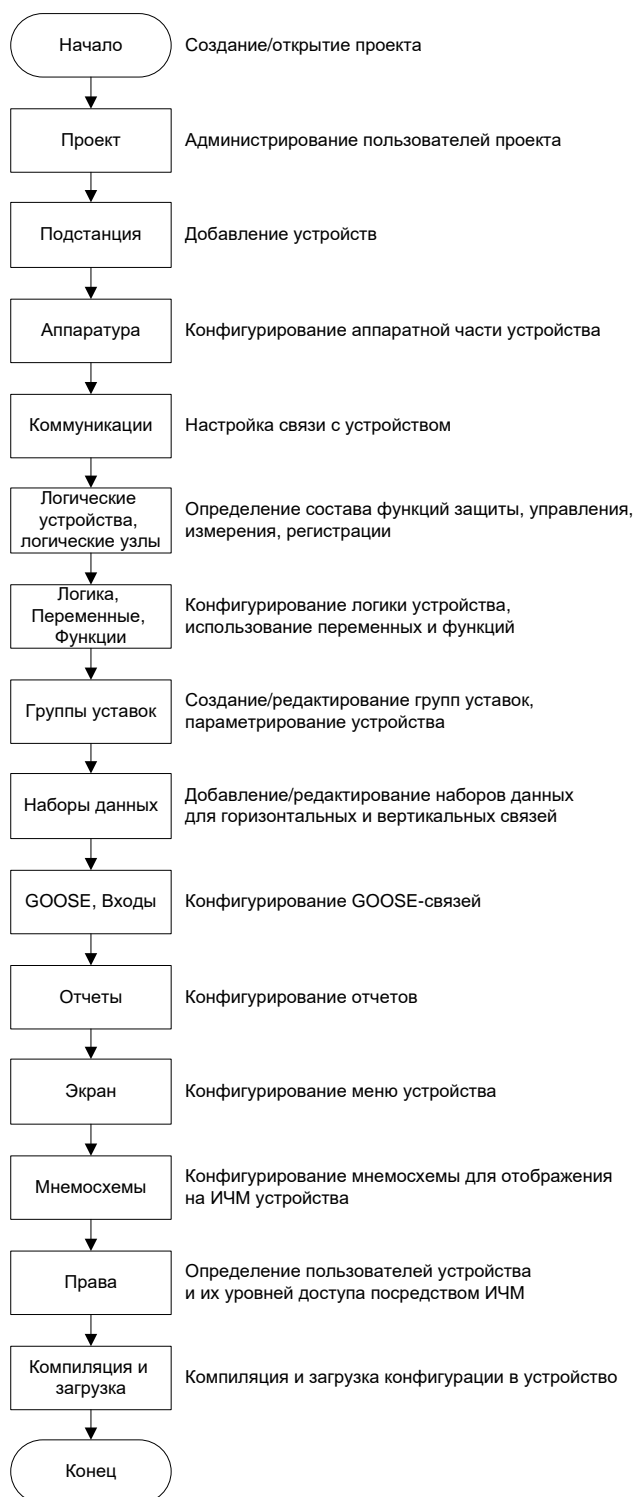 Начало
Создание/открытие проекта
Проект
Администрирование пользователей проекта
Подстанция
Добавление устройств
Аппаратура
Конфигурирование аппаратной части устройства
Коммуникации
Настройка связи с устройством
Логические
устройства,
логические узлы
Определение состава функций защиты, управления,
измерения, регистрации
Логика,
Переменные,
Функции
Конфигурирование логики устройства,
использование переменных и функций
Группы уставок
Создание/редактирование групп уставок,
параметрирование устройства
Наборы данных
Добавление/редактирование наборов данных
для горизонтальных и вертикальных связей
GOOSE, Входы
Конфигурирование GOOSE-связей
Отчеты
Конфигурирование отчетов
Экран
Конфигурирование меню устройства
Мнемосхемы
Конфигурирование мнемосхемы для отображения
на ИЧМ устройства
Права
Определение пользователей устройства
и их уровней доступа посредством ИЧМ
Компиляция и
загрузка
Компиляция и загрузка конфигурации в устройство
Конец